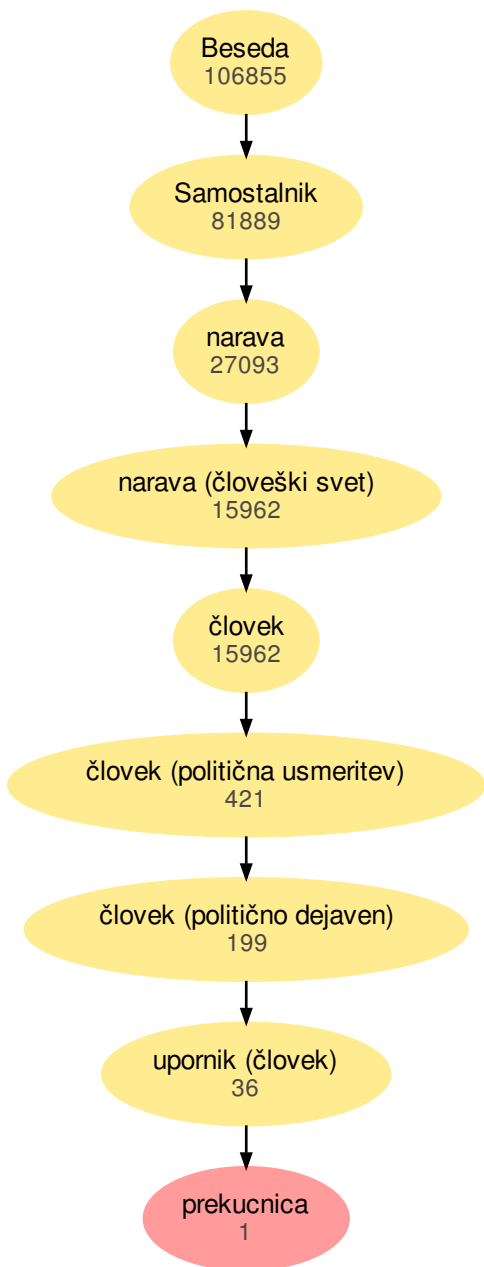 Beseda
106855
Samostalnik
81889
narava
27093
narava (človeški svet)
15962
človek
15962
človek (politična usmeritev)
421
človek (politično dejaven)
199
upornik (človek)
36
prekucnica
1